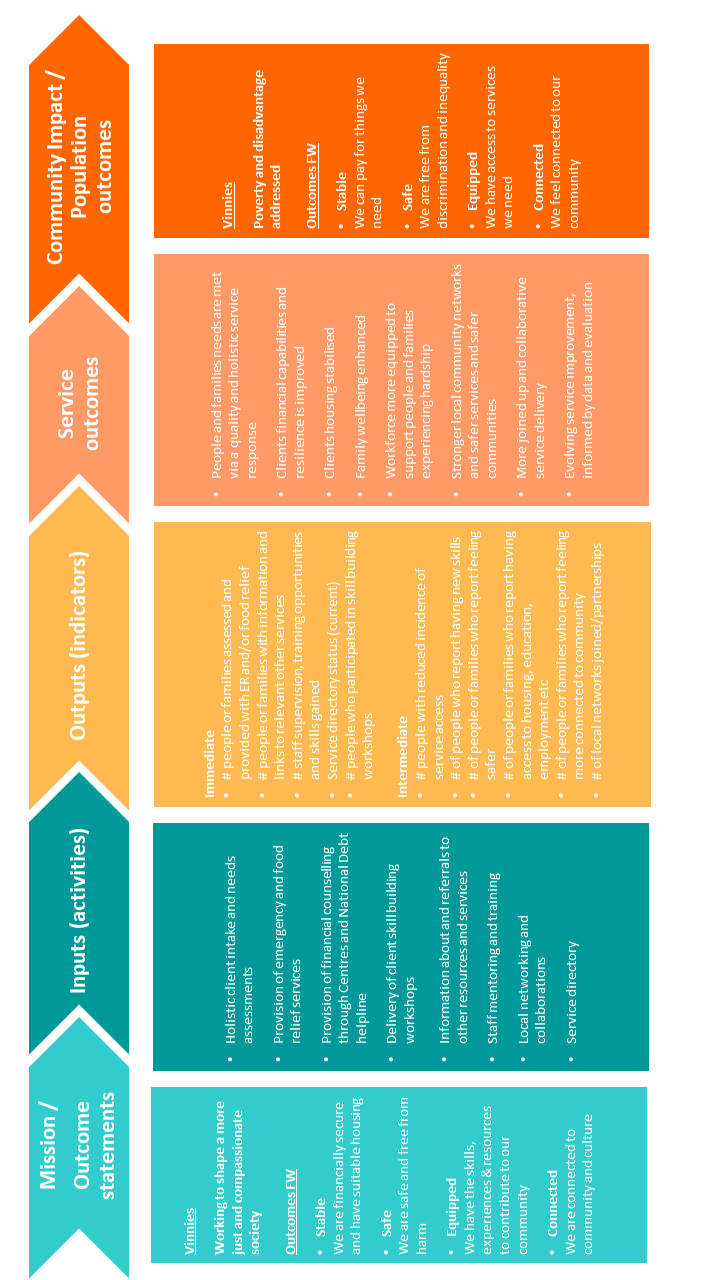 Mission /
Outcome
statements
Inputs (activities)
Outputs (indicators)
Service
outcomes
Community Impact /
Population
outcomes
Vinnies
Working to shape a more
just and compassionate
society
Outcomes FW
• Stable
We are financially secure
and have suitable housing
• Safe
We are safe and free from
harm
• Equipped
We have the skills,
experiences & resources
to contribute to our
community
• Connected
We are connected to
community and culture
• Holistic client intake and needs
assessments
• Provision of emergency and food
relief services
• Provision of financial counselling
through Centres and National Debt
helpline
• Delivery of client skill building
workshops
• Information about and referrals to
other resources and services
• Staff mentoring and training
• Local networking and
collaborations
• Service directory
Immediate
• # people or families assessed and
provided with ER and/or food relief
• # people or families with information and
links to relevant other services
• # staff supervision, training opportunities
and skills gained
• Service directory status (current)
• # people who participated in skill building
workshops
Intermediate
• # people with reduced incidence of
service access
• # of people who report having new skills
• # of people or families who report feeling
safer
• # of people or families who report having
access to housing, education,
employment etc
• # of people or families who report feeling
more connected to community
• # of local networks joined/partnerships
• People and families needs are met
via a quality and holistic service
response
• Clients financial capabilities and
resilience is improved
• Clients housing stabilised
• Family wellbeing enhanced
• Workforce more equipped to
support people and families
experiencing hardship
• Stronger local community networks
and safer services and safer
communities
• More joined up and collaborative
service delivery
• Evolving service improvement,
informed by data and evaluation
Vinnies
Poverty and disadvantage
addressed
Outcomes FW
• Stable
We can pay for things we
need
• Safe
We are free from
discrimination and inequality
• Equipped
We have access to services
we need
• Connected
We feel connected to our
community